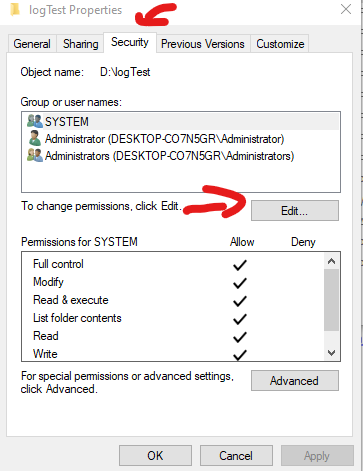 logTest Properties
General Sharing Security Previous Versions Customize
Object name: D:\logTest
Group or user names:
SYSTEM
Administrator (DESKTOP-CO7N5GR\Administrator)
Administrators (DESKTOP-CO7N5GR\Administrators)
To change permissions, click Edit.
Edit...
Permissions for SYSTEM Allow Deny
Full control
Modify
Read & execute
List folder contents
Read
Write
For special permissions or advanced settings,
click Advanced.
Advanced
OK Cancel Apply